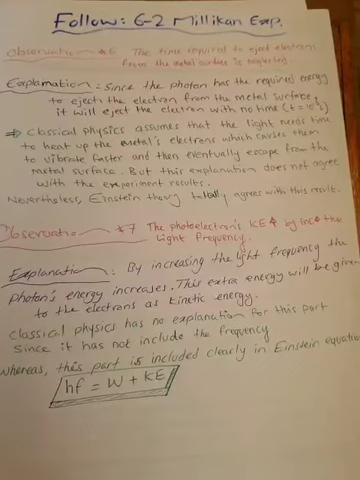 Follow: 6-2 Millikan Exp.
Observation *6 The time required to eject electrons
from the metal surface is neglected
Explamation: Since the photon has the required energy
to eject the electron from the metal surface,
it will eject the electron with no time (t =
⇒ Classical physics assumes that the light needs time
to heat up the metal's electrons which causes them
to vibrate faster and then eventually escape from the
metal surface. But this explanation does not agree
with the experiment results.
Nevertheless, Einstein theory totally agrees with this result.
Observation *7 The photoelectron's KE↑ by inc↑ the
Light Frequency.
Explanation: By increasing the light frequency the
photon's energy increases. This extra energy will be given
to the electrons as kinetic energy.
Classical physics has no explanation for this part
since it has not include the frequency
whereas, this part is included clearly in Einstein equation
hf = W + KE